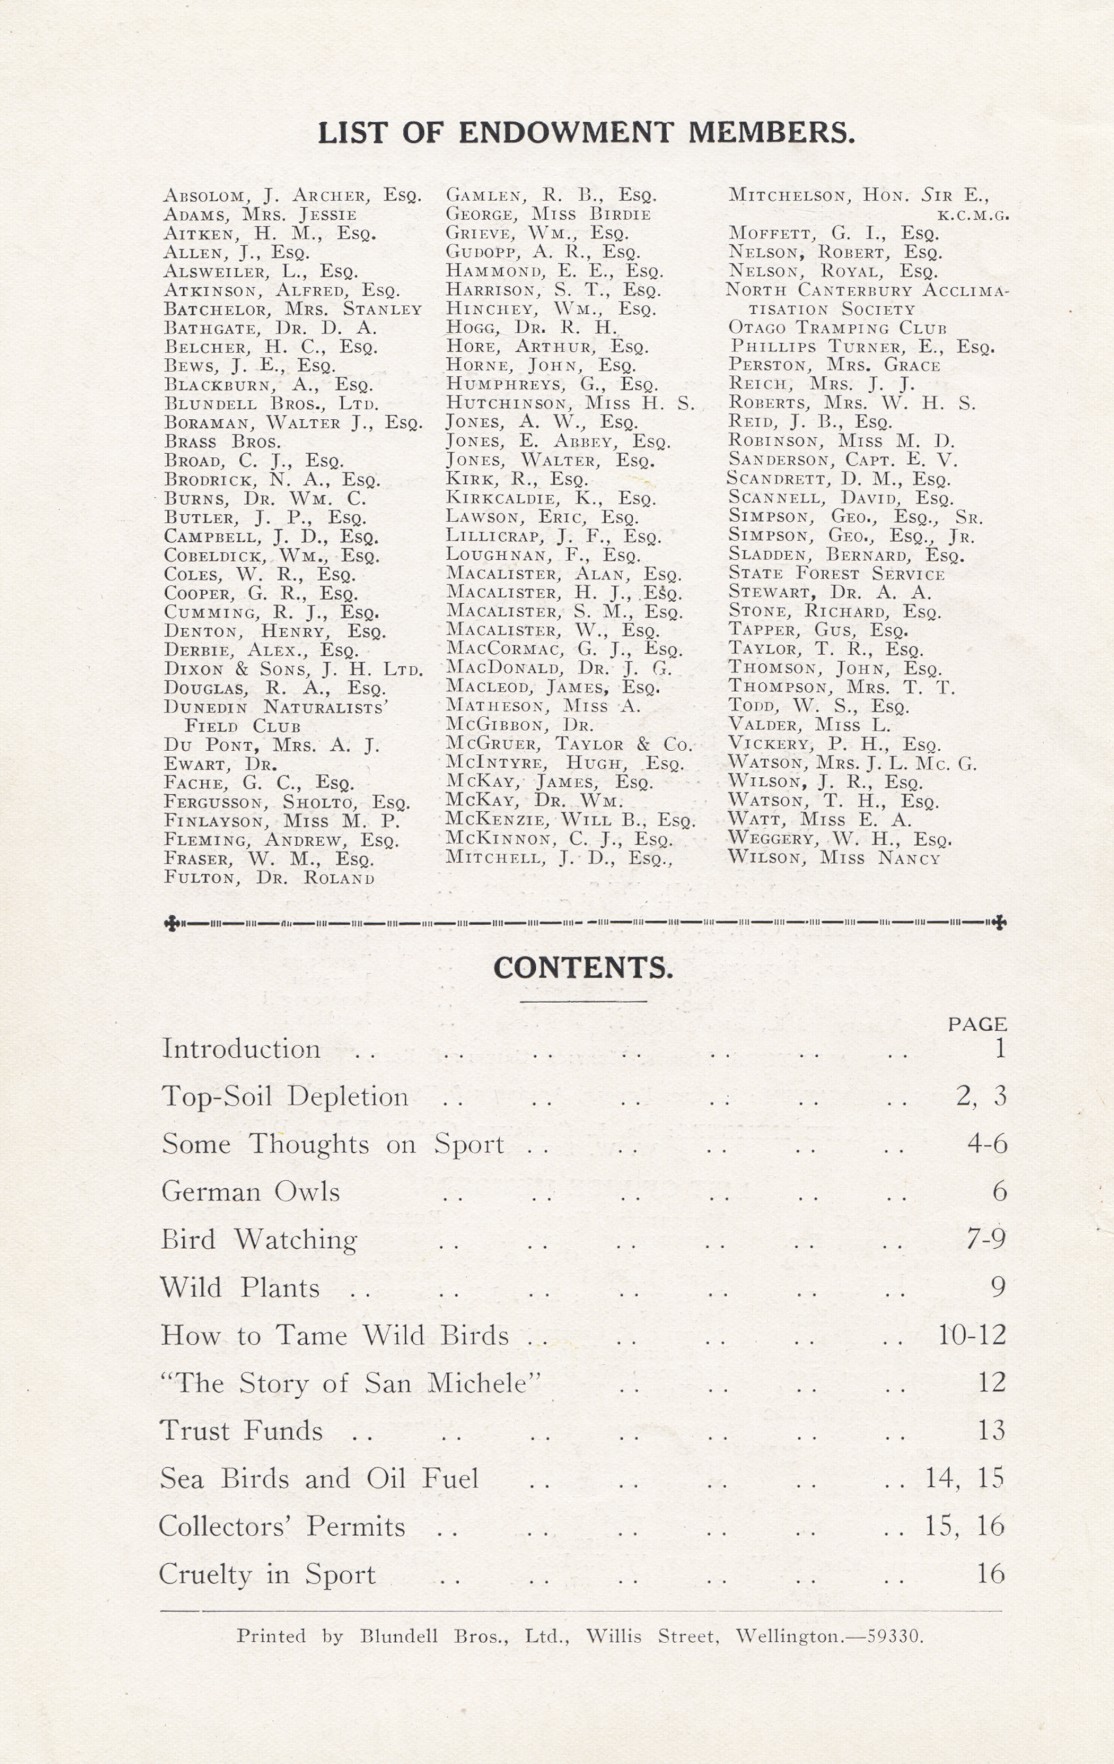 LIST OF ENDOWMENT MEMBERS.
ABSOLOM, J. ARCHER, ESQ.
ADAMS, MRS. JESSIE
AITKEN, H. M., ESQ.
ALLEN, J., ESQ.
ALSWEILER, L., ESQ.
ATKINSON, ALFRED, ESQ.
BATCHELOR, MRS. STANLEY
BATHGATE, DR. D. A.
BELCHER, H. C., ESQ.
BEWS, J. E., ESQ.
BLACKBURN, A., ESQ.
BLUNDELL BROS., LTD.
BORAMAN, WALTER J., ESQ.
BRASS BROS.
BROAD, C. J., ESQ.
BRODRICK, N. A., ESQ.
BURNS, DR. WM. C.
BUTLER, J. P., ESQ.
CAMPBELL, J. D., ESQ.
COBELDICK, WM., ESQ.
COLES, W. R., ESQ.
COOPER, G. R., ESQ.
CUMMING, R. J., ESQ.
DENTON, HENRY, ESQ.
DERBIE, ALEX., ESQ.
DIXON & SONS, J. H. LTD.
DOUGLAS, R. A., ESQ.
DUNEDIN NATURALISTS'
FIELD CLUB
DU PONT, MRS. A. J.
EWART, DR.
FACHE, G. C., ESQ.
FERGUSSON, SHOLTO, ESQ.
FINLAYSON, MISS M. P.
FLEMING, ANDREW, ESQ.
FRASER, W. M., ESQ.
FULTON, DR. ROLAND
GAMLEN, R. B., ESQ.
GEORGE, MISS BIRDIE
GRIEVE, WM., ESQ.
GUDOPP, A. R., ESQ.
HAMMOND, E. E., ESQ.
HARRISON, S. T., ESQ.
HINCHEY, WM., ESQ.
HOGG, DR. R. H.
HORE, ARTHUR, ESQ.
HORNE, JOHN, ESQ.
HUMPHREYS, G., ESQ.
HUTCHINSON, MISS H. S.
JONES, A. W., ESQ.
JONES, E. ABBEY, ESQ.
JONES, WALTER, ESQ.
KIRK, R., ESQ.
KIRKCALDIE, K., ESQ.
LAWSON, ERIC, ESQ.
LILLICRAP, J. F., ESQ.
LOUGHNAN, F., ESQ.
MACALISTER, ALAN, ESQ.
MACALISTER, H. J., ESQ.
MACALISTER, S. M., ESQ.
MACALISTER, W., ESQ.
MACCORMAC, G. J., ESQ.
MACDONALD, DR. J. G.
MACLEOD, JAMES, ESQ.
MATHESON, MISS A.
MCGIBBON, DR.
MCGRUER, TAYLOR & CO.
MCINTYRE, HUGH, ESQ.
MCKAY, JAMES, ESQ.
MCKAY, DR. WM.
MCKENZIE, WILL B., ESQ.
MCKINNON, C. J., ESQ.
MITCHELL, J. D., ESQ.,
MITCHELSON, HON. SIR E.,
K.C.M.G.
MOFFETT, G. I., ESQ.
NELSON, ROBERT, ESQ.
NELSON, ROYAL, ESQ.
NORTH CANTERBURY ACCLIMA-
TISATION SOCIETY
OTAGO TRAMPING CLUB
PHILLIPS TURNER, E., ESQ.
PERSTON, MRS. GRACE
REICH, MRS. J. J.
ROBERTS, MRS. W. H. S.
REID, J. B., ESQ.
ROBINSON, MISS M. D.
SANDERSON, CAPT. E. V.
SCANDRETT, D. M., ESQ.
SCANNELL, DAVID, ESQ.
SIMPSON, GEO., ESQ., SR.
SIMPSON, GEO., ESQ., JR.
SLADDEN, BERNARD, ESQ.
STATE FOREST SERVICE
STEWART, DR. A. A.
STONE, RICHARD, ESQ.
TAPPER, GUS, ESQ.
TAYLOR, T. R., ESQ.
THOMSON, JOHN, ESQ.
THOMPSON, MRS. T. T.
TODD, W. S., ESQ.
VALDER, MISS L.
VICKERY, P. H., ESQ.
WATSON, MRS. J. L. MC. G.
WILSON, J. R., ESQ.
WATSON, T. H., ESQ.
WATT, MISS E. A.
WEGGERY, W. H., ESQ.
WILSON, MISS NANCY
CONTENTS.
PAGE
Introduction .. .. .. .. .. .. .. 1
Top-Soil Depletion .. .. .. .. .. .. 2, 3
Some Thoughts on Sport .. .. .. .. .. 4-6
German Owls .. .. .. .. .. .. 6
Bird Watching .. .. .. .. .. .. 7-9
Wild Plants .. .. .. .. .. .. .. 9
How to Tame Wild Birds .. .. .. .. .. 10-12
"The Story of San Michele" .. .. .. .. 12
Trust Funds .. .. .. .. .. .. .. 13
Sea Birds and Oil Fuel .. .. .. .. .. 14, 15
Collectors' Permits .. .. .. .. .. .. 15, 16
Cruelty in Sport .. .. .. .. .. .. 16
Printed by Blundell Bros., Ltd., Willis Street, Wellington.—59330.